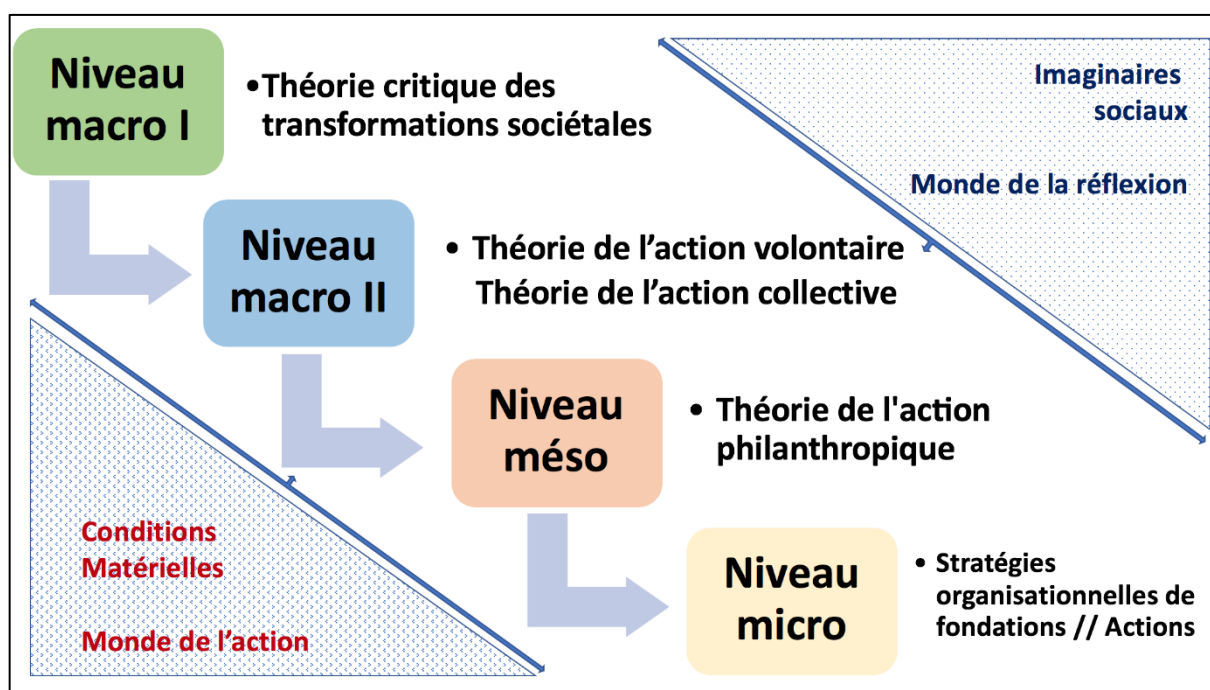 Niveau
macro I
•Théorie critique des
transformations sociétales
Imaginaires
sociaux
Monde de la réflexion
Niveau
macro II
• Théorie de l’action volontaire
Théorie de l’action collective
Niveau
méso
• Théorie de l'action
philanthropique
Conditions
Matérielles
Monde de l’action
Niveau
micro
• Stratégies
organisationnelles de
fondations // Actions